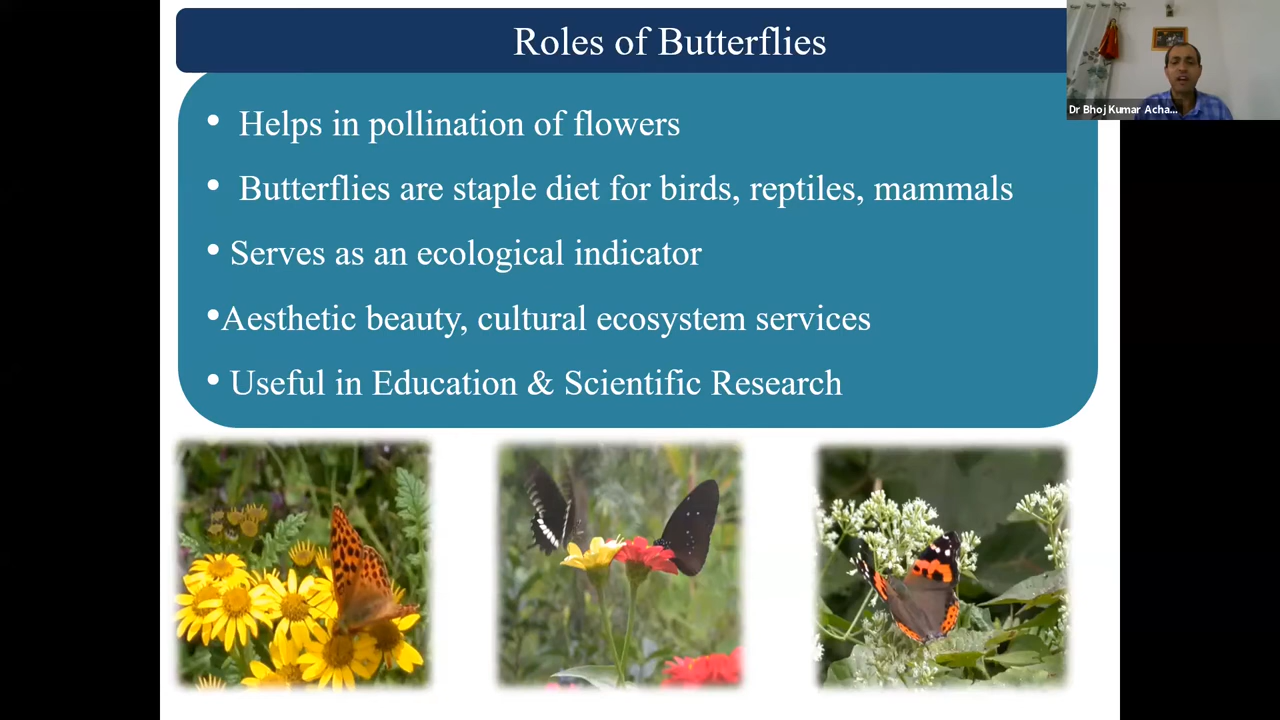 Roles of Butterflies
Dr Bhoj Kumar Acha...
• Helps in pollination of flowers
• Butterflies are staple diet for birds, reptiles, mammals
• Serves as an ecological indicator
•Aesthetic beauty, cultural ecosystem services
• Useful in Education & Scientific Research